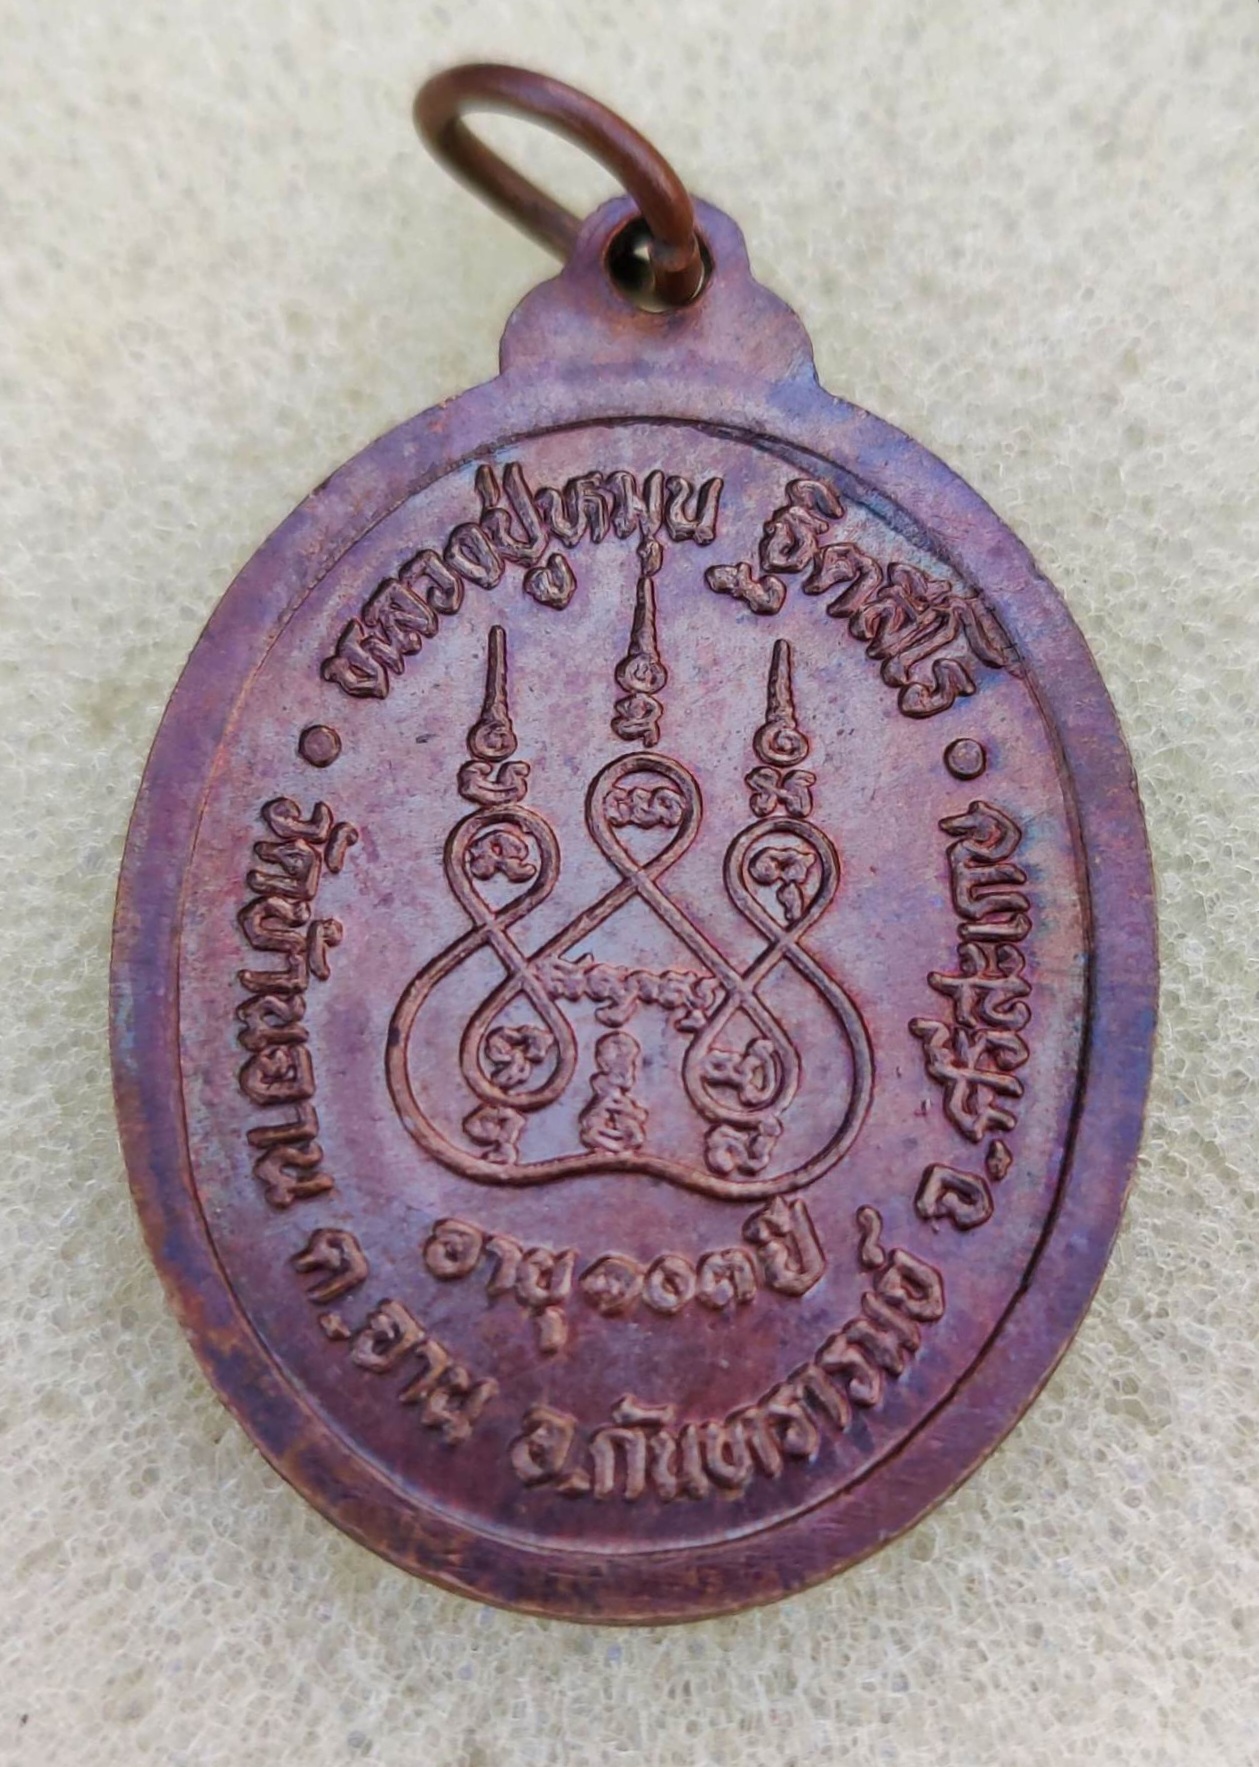 หลวงปู่หมุน ฐิตสีโล
วัดบ้านจาน ต.จาน อ.กันทรารมย์ จ.ศรีสะเกษ
อายุ ๑๐๓ ปี